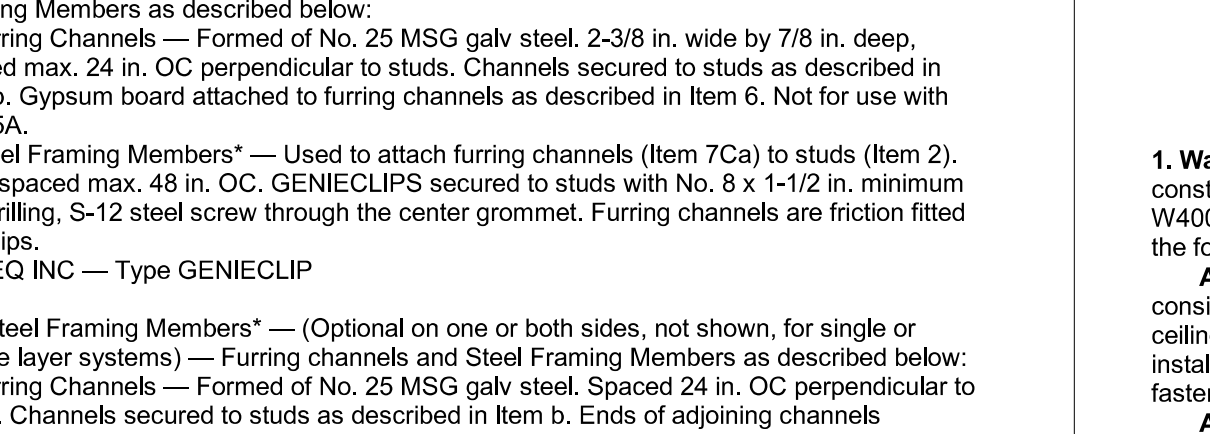 ng Members as described below:
rring Channels — Formed of No. 25 MSG galv steel. 2-3/8 in. wide by 7/8 in. deep,
ed max. 24 in. OC perpendicular to studs. Channels secured to studs as described in
. Gypsum board attached to furring channels as described in Item 6. Not for use with
5A.
el Framing Members* — Used to attach furring channels (Item 7Ca) to studs (Item 2).
spaced max. 48 in. OC. GENIECLIPS secured to studs with No. 8 x 1-1/2 in. minimum
rilling, S-12 steel screw through the center grommet. Furring channels are friction fitted
ips.
EQ INC — Type GENIECLIP
teel Framing Members* — (Optional on one or both sides, not shown, for single or
e layer systems) — Furring channels and Steel Framing Members as described below:
rring Channels — Formed of No. 25 MSG galv steel. Spaced 24 in. OC perpendicular to
. Channels secured to studs as described in Item b. Ends of adjoining channels
1. Wa
const
W400
the fo
A
consi
ceilin
instal
faster
A